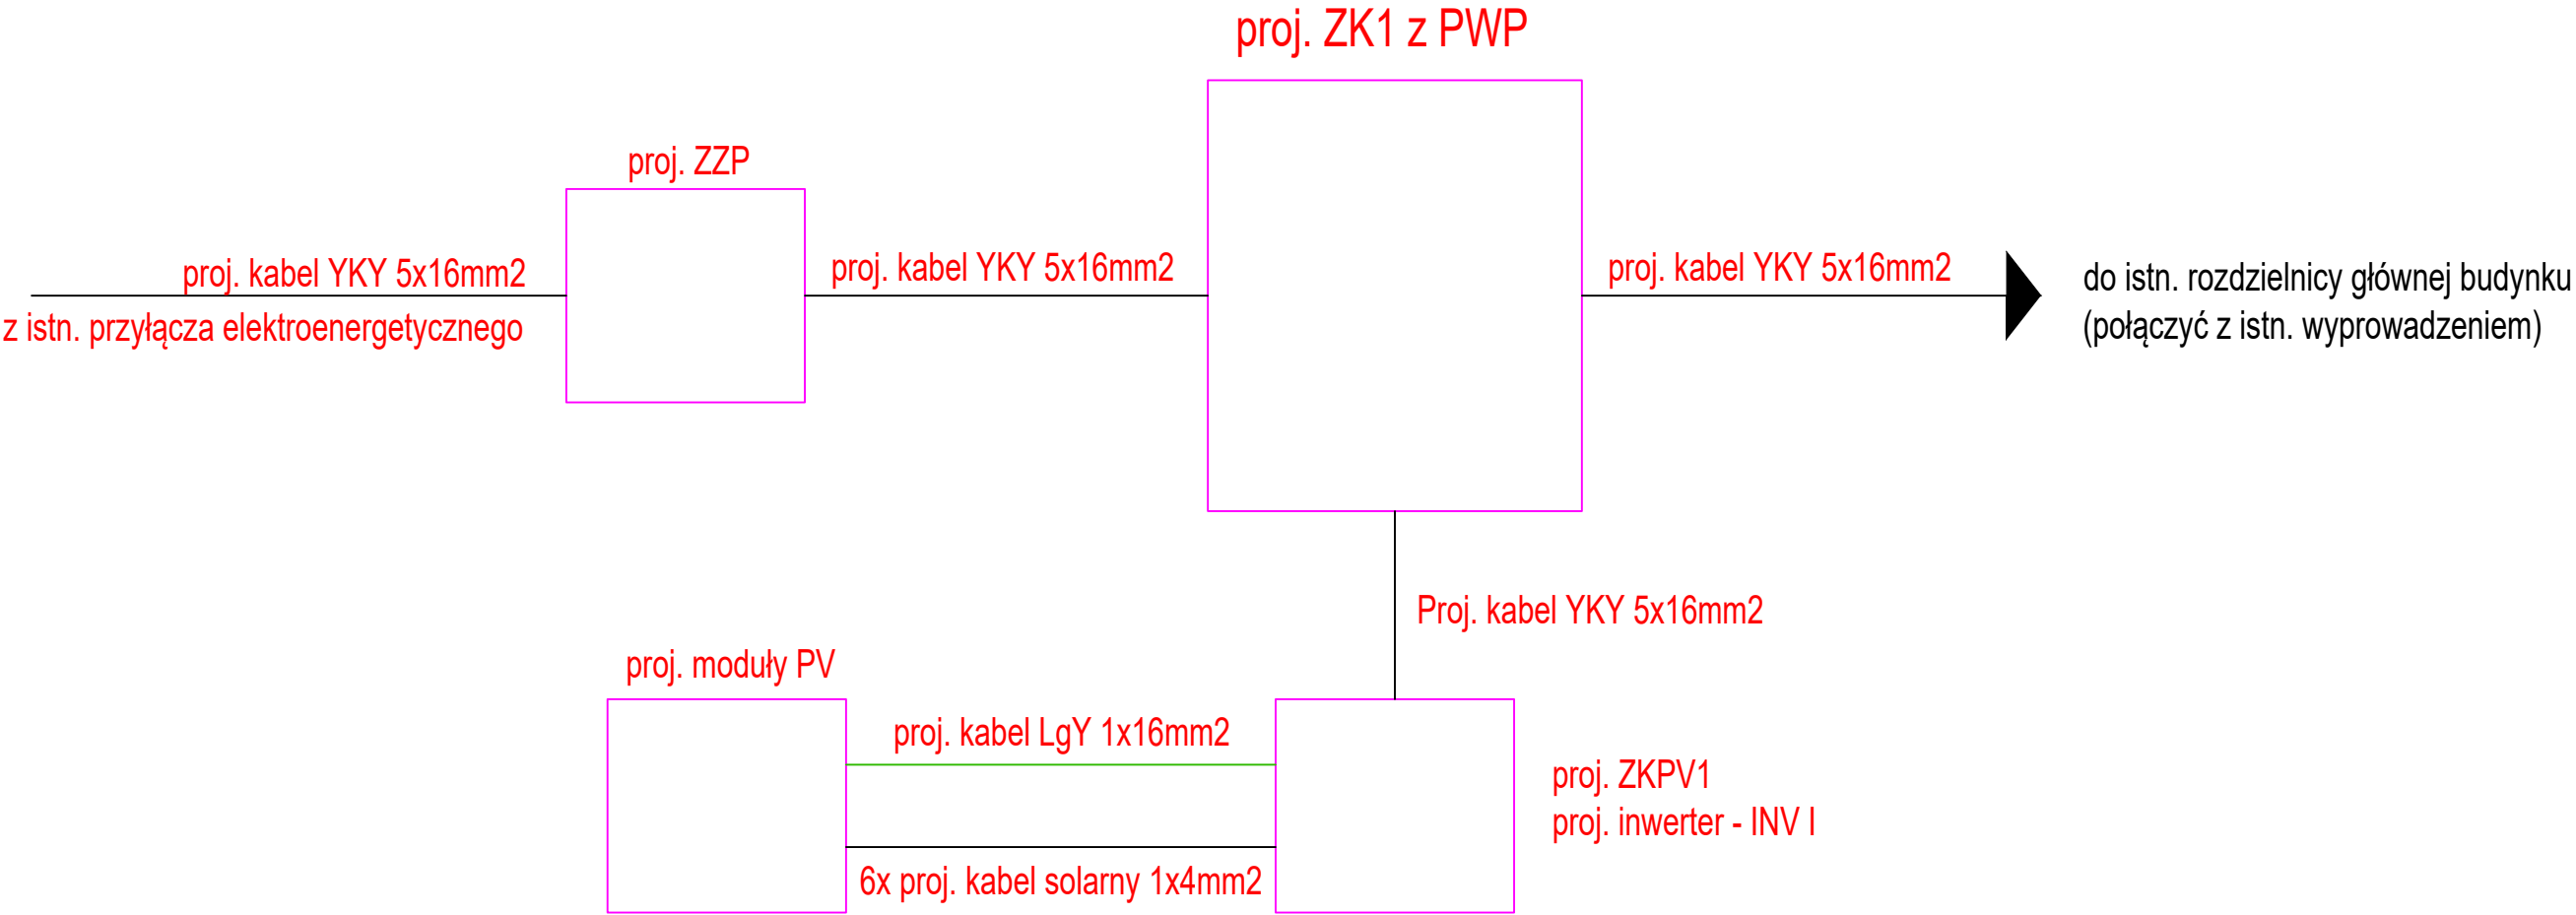 proj. ZK1 z PWP
proj. ZZP
proj. kabel YKY 5x16mm2
z istn. przyłącza elektroenergetycznego
proj. kabel YKY 5x16mm2
proj. kabel YKY 5x16mm2
do istn. rozdzielnicy głównej budynku
(połączyć z istn. wyprowadzeniem)
Proj. kabel YKY 5x16mm2
proj. moduły PV
proj. kabel LgY 1x16mm2
6x proj. kabel solarny 1x4mm2
proj. ZKPV1
proj. inwerter - INV I